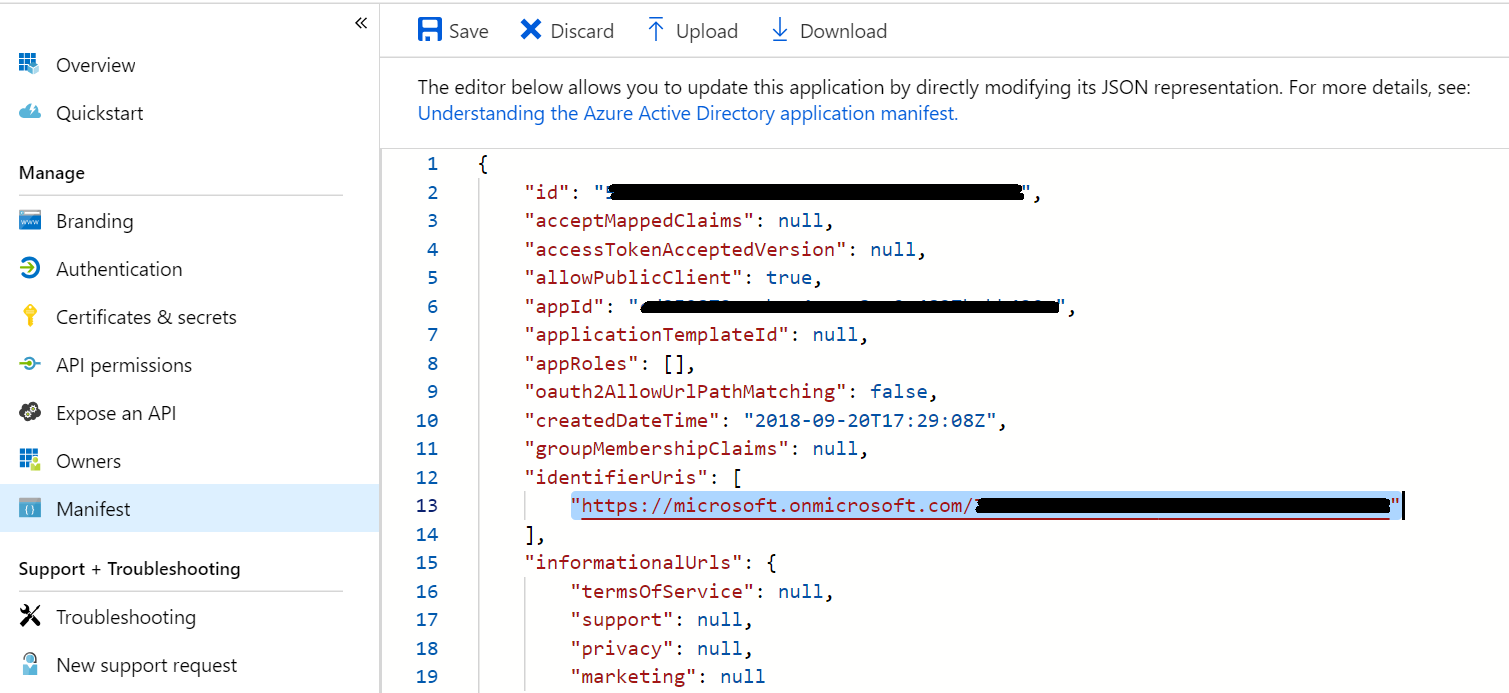 «
Overview
Quickstart
Manage
Branding
Authentication
Certificates & secrets
API permissions
Expose an API
Owners
Manifest
Support + Troubleshooting
Troubleshooting
New support request
Save Discard Upload Download
The editor below allows you to update this application by directly modifying its JSON representation. For more details, see:
Understanding the Azure Active Directory application manifest.
1 {
2 "id": "",
3 "acceptMappedClaims": null,
4 "accessTokenAcceptedVersion": null,
5 "allowPublicClient": true,
6 "appId": "",
7 "applicationTemplateId": null,
8 "appRoles": [],
9 "oauth2AllowUrlPathMatching": false,
10 "createdDateTime": "2018-09-20T17:29:08Z",
11 "groupMembershipClaims": null,
12 "identifierUris": [
13 "https://microsoft.onmicrosoft.com/"
14 ],
15 "informationalUrls": {
16 "termsOfService": null,
17 "support": null,
18 "privacy": null,
19 "marketing": null